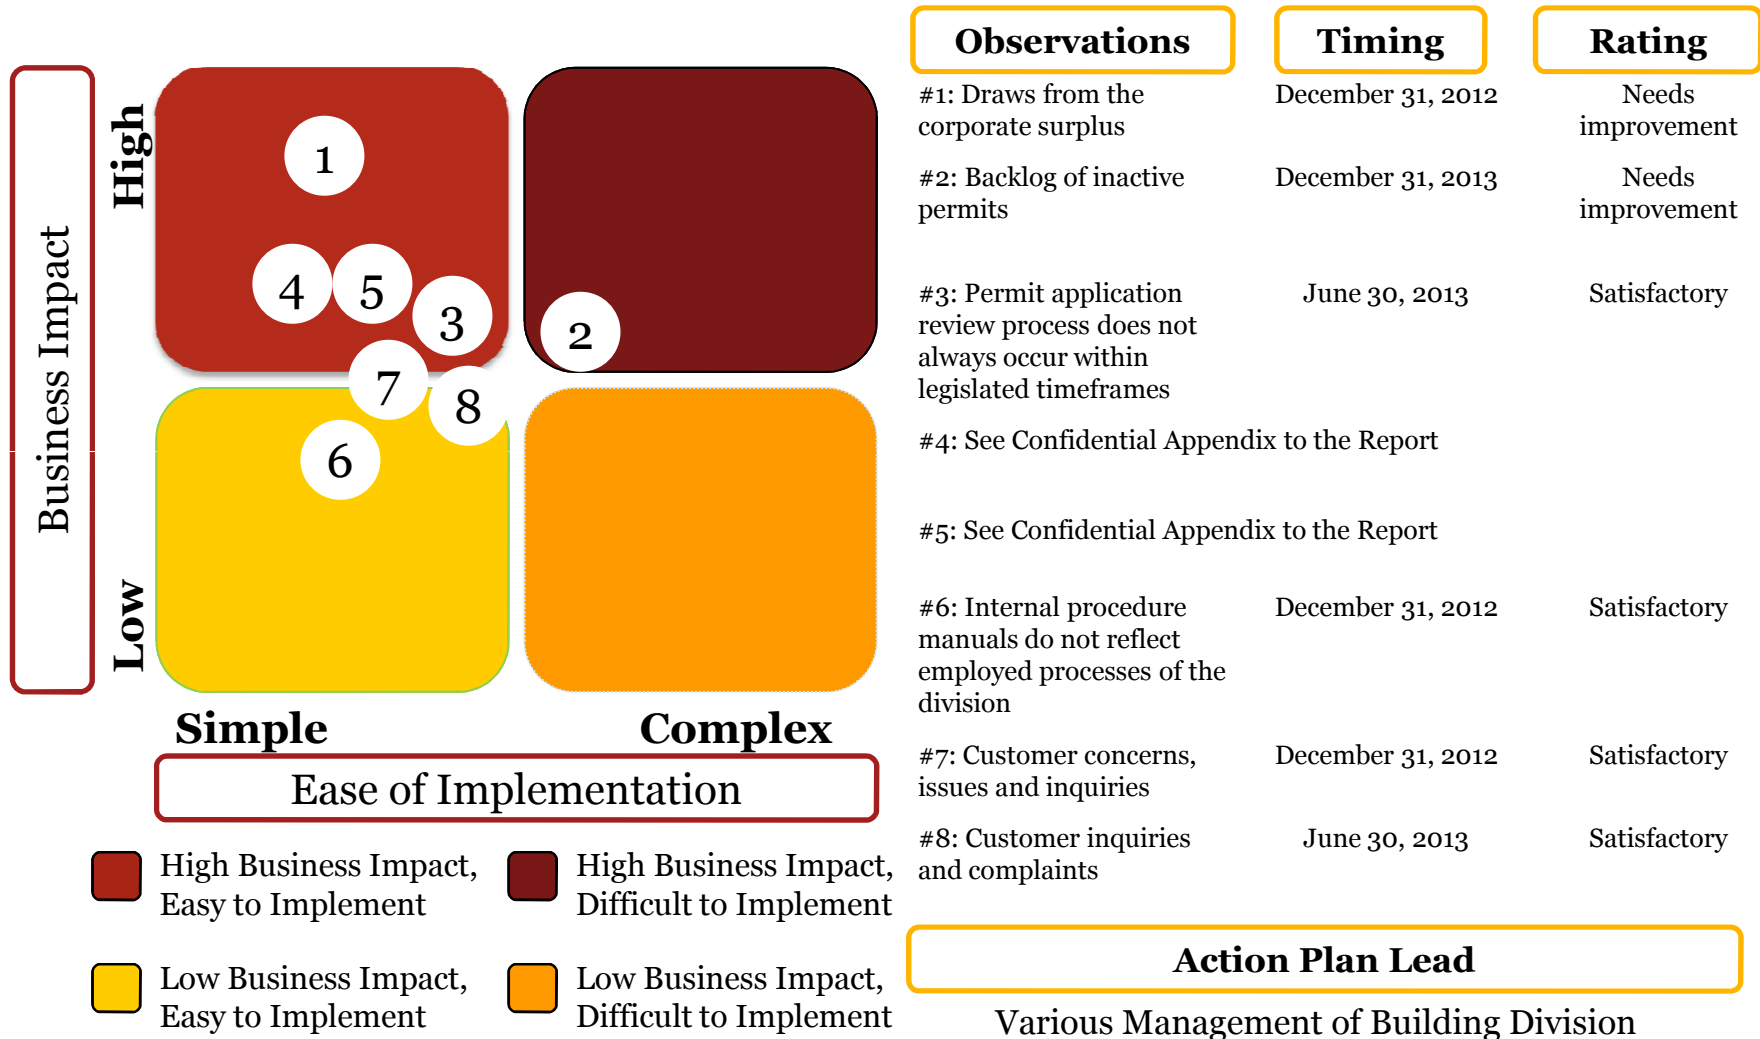 Business Impact
High
Low
1
4
5
3
2
7
8
6
Simple
Complex
Ease of Implementation
High Business Impact,
Easy to Implement
High Business Impact,
Difficult to Implement
Low Business Impact,
Easy to Implement
Low Business Impact,
Difficult to Implement
Observations
Timing
Rating
#1: Draws from the
corporate surplus
December 31, 2012
Needs
improvement
#2: Backlog of inactive
permits
December 31, 2013
Needs
improvement
#3: Permit application
review process does not
always occur within
legislated timeframes
June 30, 2013
Satisfactory
#4: See Confidential Appendix to the Report
#5: See Confidential Appendix to the Report
#6: Internal procedure
manuals do not reflect
employed processes of the
division
December 31, 2012
Satisfactory
#7: Customer concerns,
issues and inquiries
December 31, 2012
Satisfactory
#8: Customer inquiries
and complaints
June 30, 2013
Satisfactory
Action Plan Lead
Various Management of Building Division